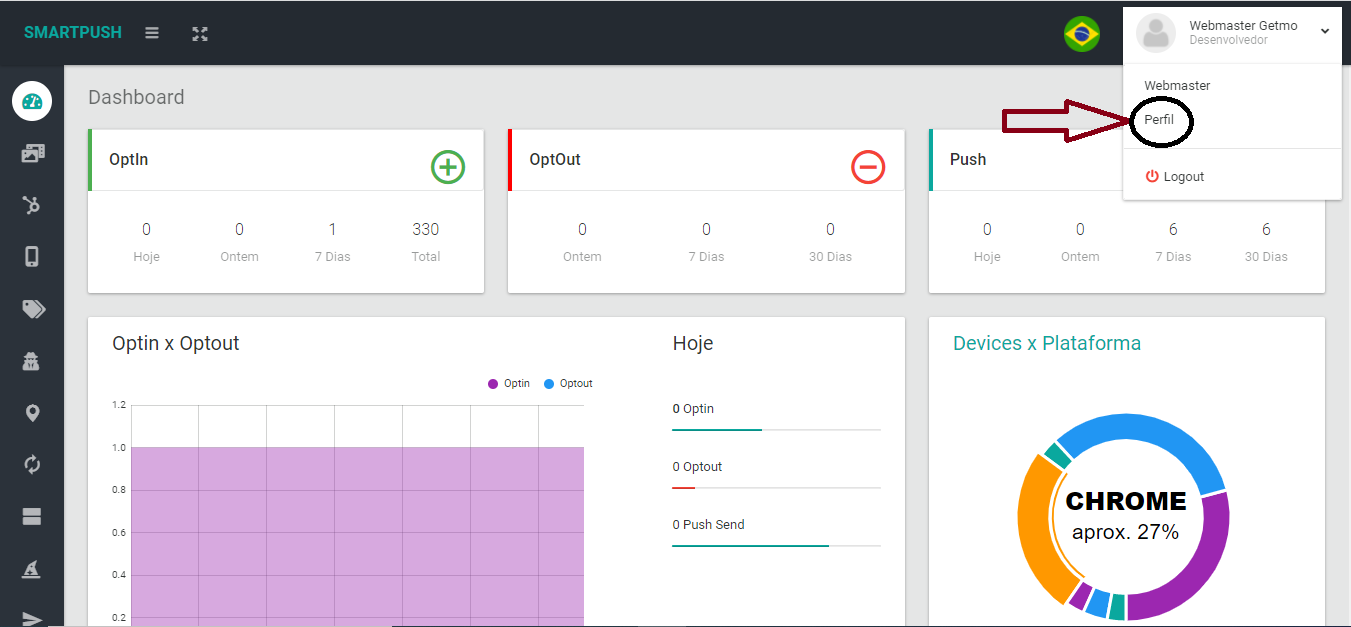 SMARTPUSH
Webmaster Getmo
Desenvolvedor
Webmaster
Perfil
Logout
Dashboard
OptIn
0 0 1 330
Hoje Ontem 7 Dias Total
OptOut
0 0 0
Ontem 7 Dias 30 Dias
Push
0 0 6 6
Hoje Ontem 7 Dias 30 Dias
Optin x Optout
Optin Optout
1.2
1.0
0.8
0.6
0.4
0.2
Hoje
0 Optin
0 Optout
0 Push Send
Devices x Plataforma
CHROME
aprox. 27%